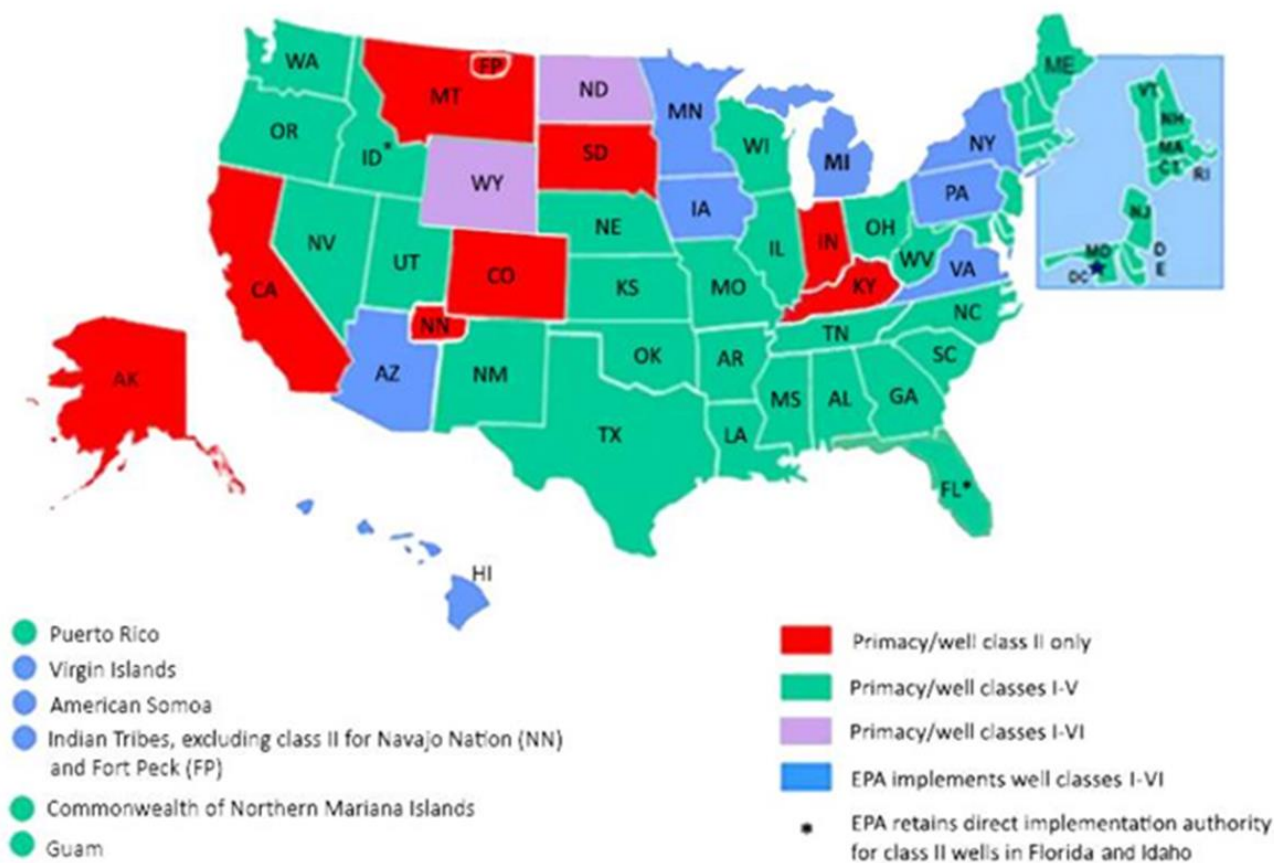 WA
MT
FP
ND
MN
ME
VT
NH
OR
ID*
SD
WI
MI
NY
MA
CT
RI
WY
IA
PA
NJ
NV
UT
CO
NE
IL
IN
OH
WV
VA
MD
D
E
DC
CA
KS
MO
KY
NN
TN
NC
AK
AZ
NM
OK
AR
SC
MS
AL
GA
TX
LA
FL*
HI
Puerto Rico
Virgin Islands
American Somoa
Indian Tribes, excluding class II for Navajo Nation (NN)
and Fort Peck (FP)
Commonwealth of Northern Mariana Islands
Guam
Primacy/well class II only
Primacy/well classes I-V
Primacy/well classes I-VI
EPA implements well classes I-VI
* EPA retains direct implementation authority
for class II wells in Florida and Idaho